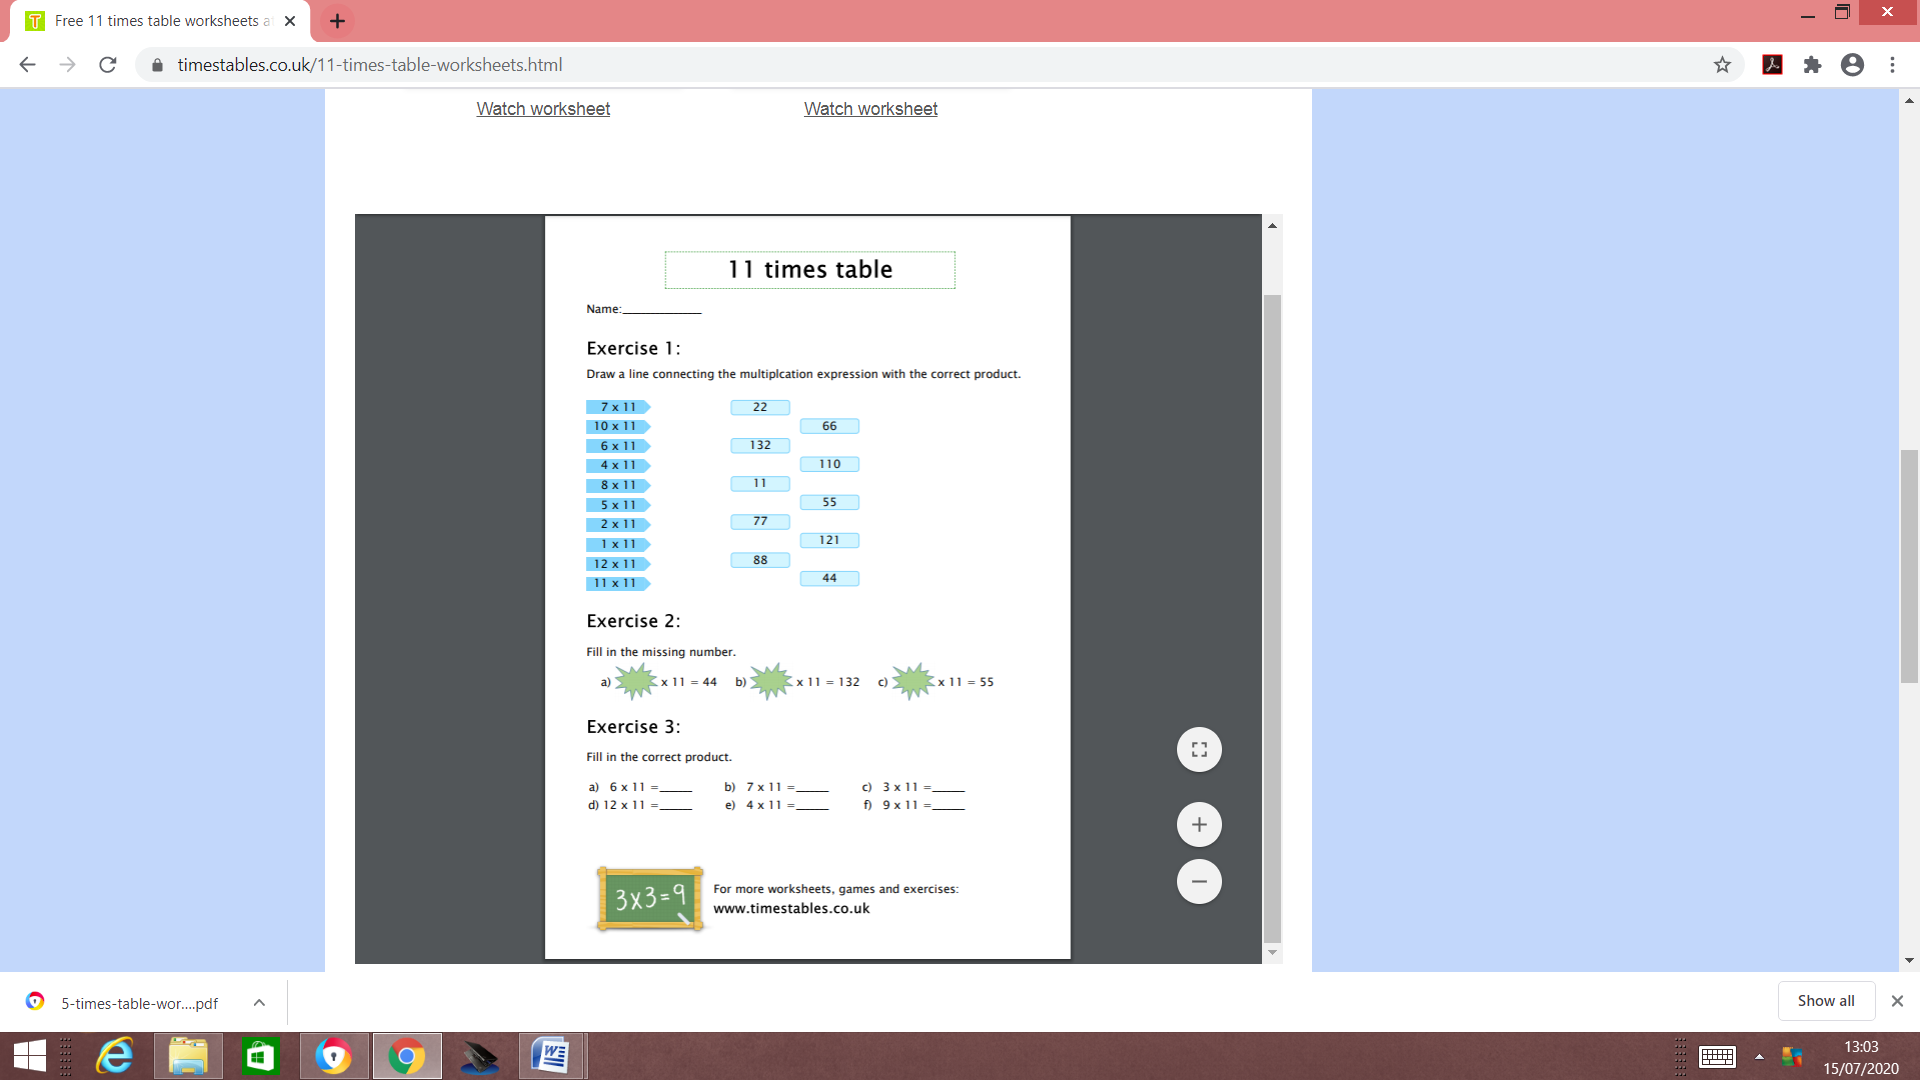 Free 11 times table worksheets a
timestables.co.uk/11-times-table-worksheets.html
Watch worksheet Watch worksheet
11 times table
Name:
Exercise 1:
Draw a line connecting the multiplcation expression with the correct product.
7 x 11 22
10 x 11 66
6 x 11 132
4 x 11 110
8 x 11 11
5 x 11 55
2 x 11 77
1 x 11 121
12 x 11 88
11 x 11 44
Exercise 2:
Fill in the missing number.
a) x 11 = 44 b) x 11 = 132 c) x 11 = 55
Exercise 3:
Fill in the correct product.
a) 6 x 11 =_____ b) 7 x 11 =_____ c) 3 x 11 =_____
d) 12 x 11 =_____ e) 4 x 11 =_____ f) 9 x 11 =_____
3x3=9
For more worksheets, games and exercises:
www.timestables.co.uk
5-times-table-wor....pdf Show all
13:03
15/07/2020